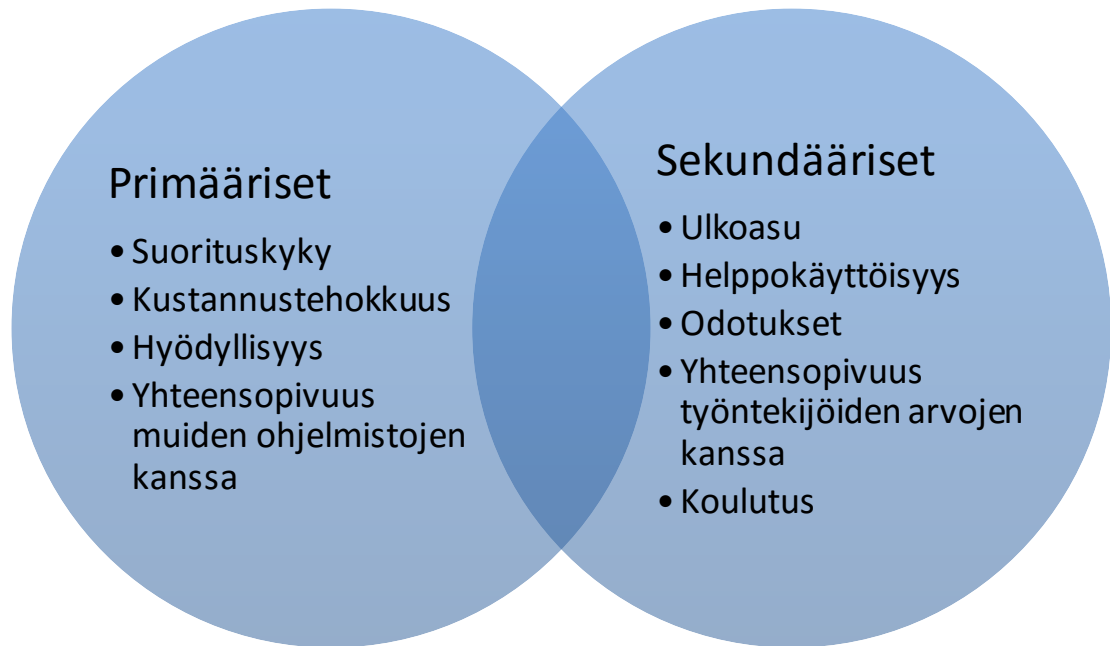 Primääriset
• Suorituskyky
• Kustannustehokkuus
• Hyödyllisyys
• Yhteensopivuus
muiden ohjelmistojen
kanssa
Sekundääriset
• Ulkoasu
• Helppokäyttöisyys
• Odotukset
• Yhteensopivuus
työntekijöiden arvojen
kanssa
• Koulutus